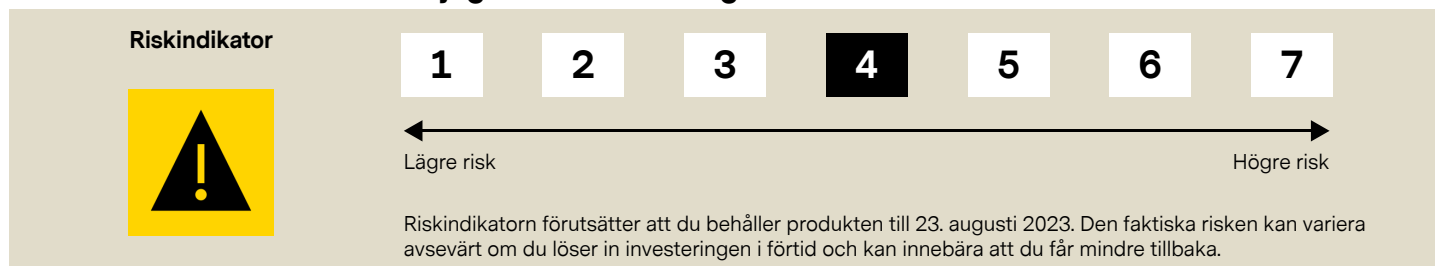 Riskindikator
1 2 3 4 5 6 7
Lägre risk Högre risk
Riskindikatorn förutsätter att du behåller produkten till 23. augusti 2023. Den faktiska risken kan variera
avsevärt om du löser in investeringen i förtid och kan innebära att du får mindre tillbaka.